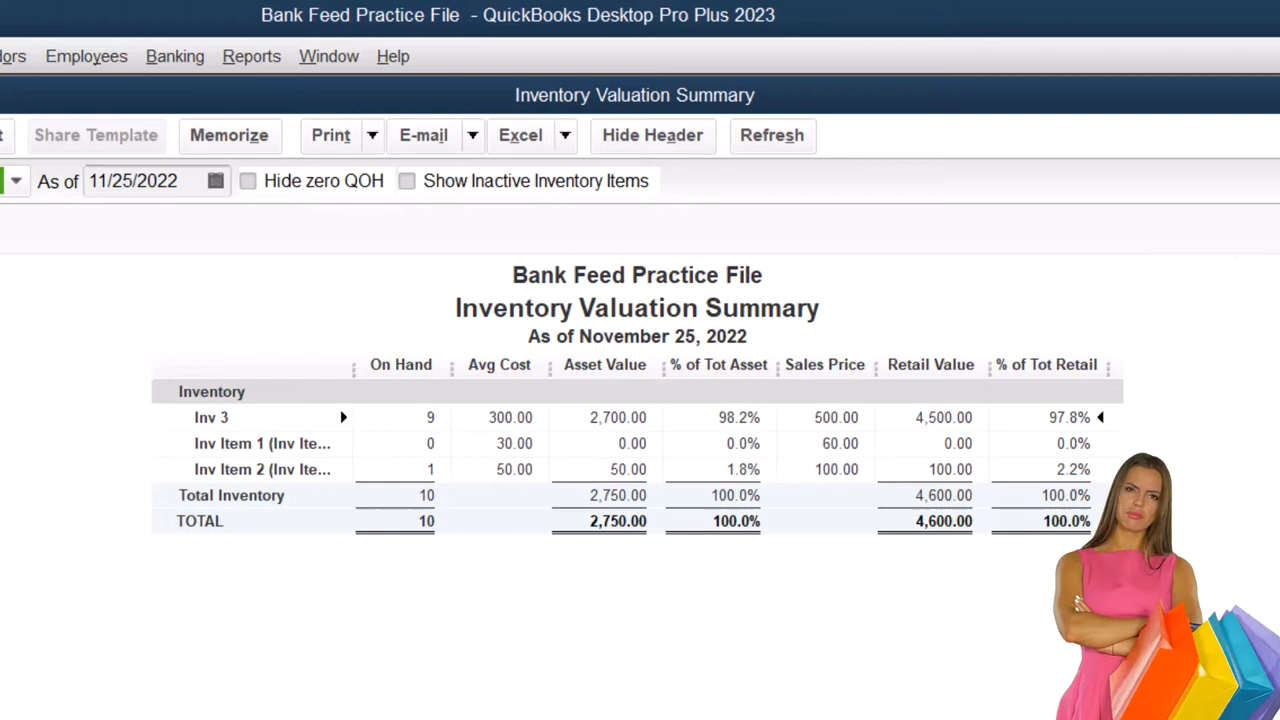 Bank Feed Practice File - QuickBooks Desktop Pro Plus 2023
dors Employees Banking Reports Window Help
Inventory Valuation Summary
t Share Template Memorize Print E-mail Excel Hide Header Refresh
As of 11/25/2022 Hide zero QOH Show Inactive Inventory Items
Bank Feed Practice File
Inventory Valuation Summary
As of November 25, 2022
On Hand Avg Cost Asset Value % of Tot Asset Sales Price Retail Value % of Tot Retail
Inventory
Inv 3 9 300.00 2,700.00 98.2% 500.00 4,500.00 97.8%
Inv Item 1 (Inv Ite... 0 30.00 0.00 0.0% 60.00 0.00 0.0%
Inv Item 2 (Inv Ite... 1 50.00 50.00 1.8% 100.00 100.00 2.2%
Total Inventory 10 2,750.00 100.0% 4,600.00 100.0%
TOTAL 10 2,750.00 100.0% 4,600.00 100.0%